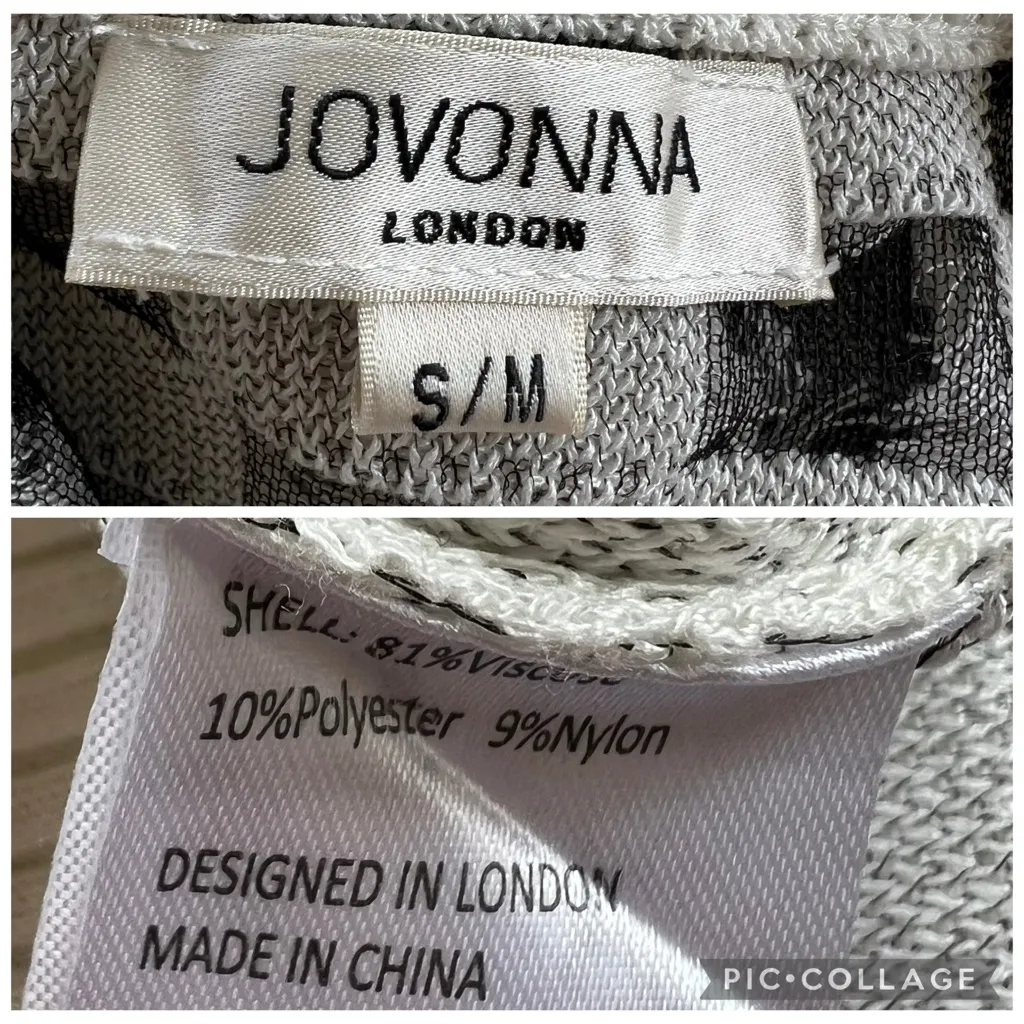 JOVONNA
LONDON
S/M
SHELL: 81%Viscose
10%Polyester 9%Nylon
DESIGNED IN LONDON
MADE IN CHINA
PIC•COLLAGE